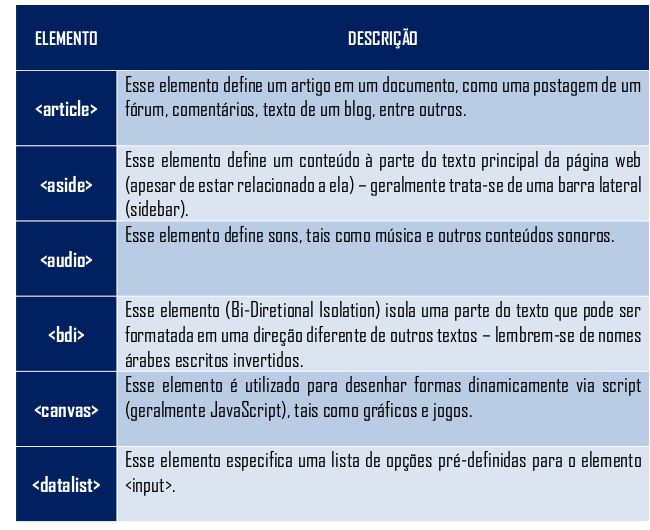 ELEMENTO DESCRIÇÃO
<article> Esse elemento define um artigo em um documento, como uma postagem de um
fórum, comentários, texto de um blog, entre outros.
<aside> Esse elemento define um conteúdo à parte do texto principal da página web
(apesar de estar relacionado a ela) – geralmente trata-se de uma barra lateral
(sidebar).
<audio> Esse elemento define sons, tais como música e outros conteúdos sonoros.
<bdi> Esse elemento (Bi-Diretional Isolation) isola uma parte do texto que pode ser
formatada em uma direção diferente de outros textos – lembrem-se de nomes
árabes escritos invertidos.
<canvas> Esse elemento é utilizado para desenhar formas dinamicamente via script
(geralmente JavaScript), tais como gráficos e jogos.
<datalist> Esse elemento especifica uma lista de opções pré-definidas para o elemento
<input>.